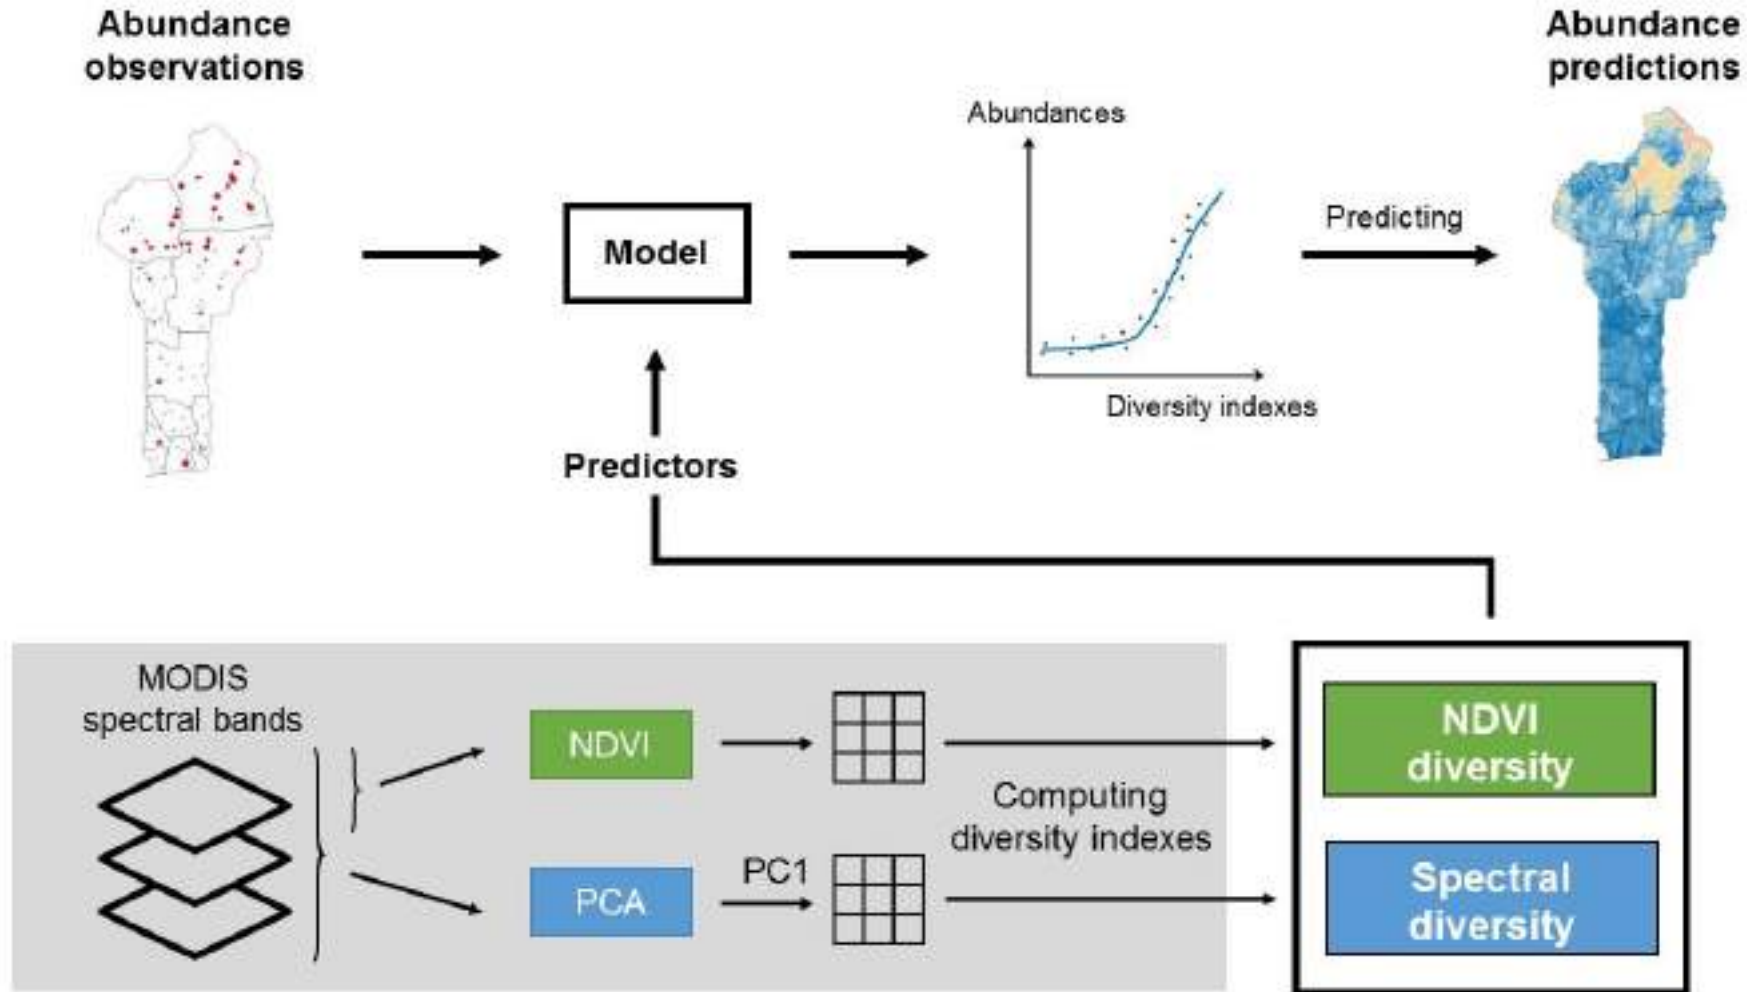 Abundance
observations
Abundance
predictions
Abundances
Model
Predicting
Diversity indexes
Predictors
MODIS
spectral bands
NDVI
NDVI
diversity
Computing
diversity indexes
PC1
PCA
Spectral
diversity